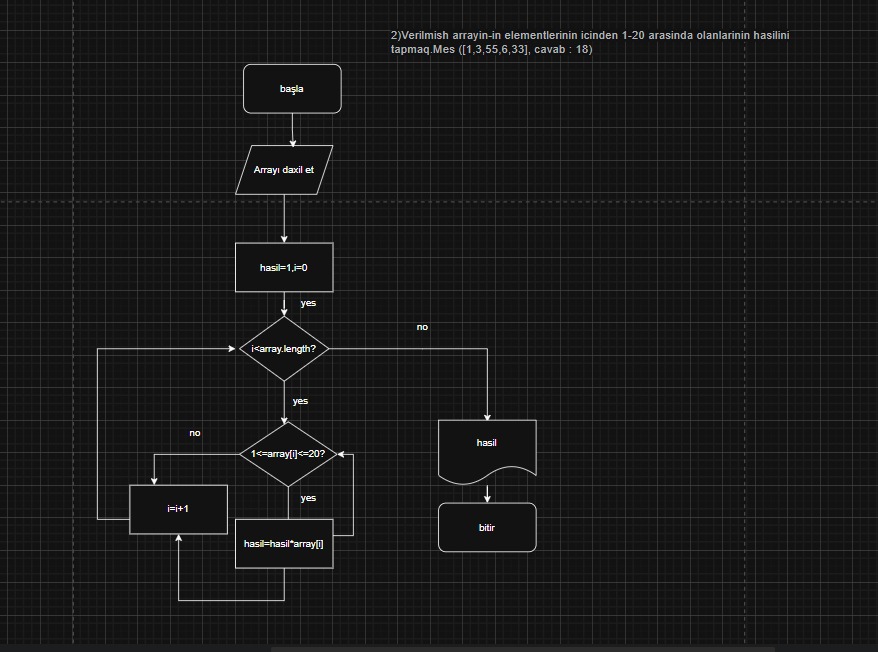 2)Verilmish arrayin-in elementlerinin icinden 1-20 arasinda olanlarinin hasilini
tapmaq.Mes ([1,3,55,6,33], cavab : 18)
başla
Arrayı daxil et
hasil=1,i=0
yes
no
i<array.length?
yes
no
hasil
1<=array[i]<=20?
yes
i=i+1
bitir
hasil=hasil*array[i]